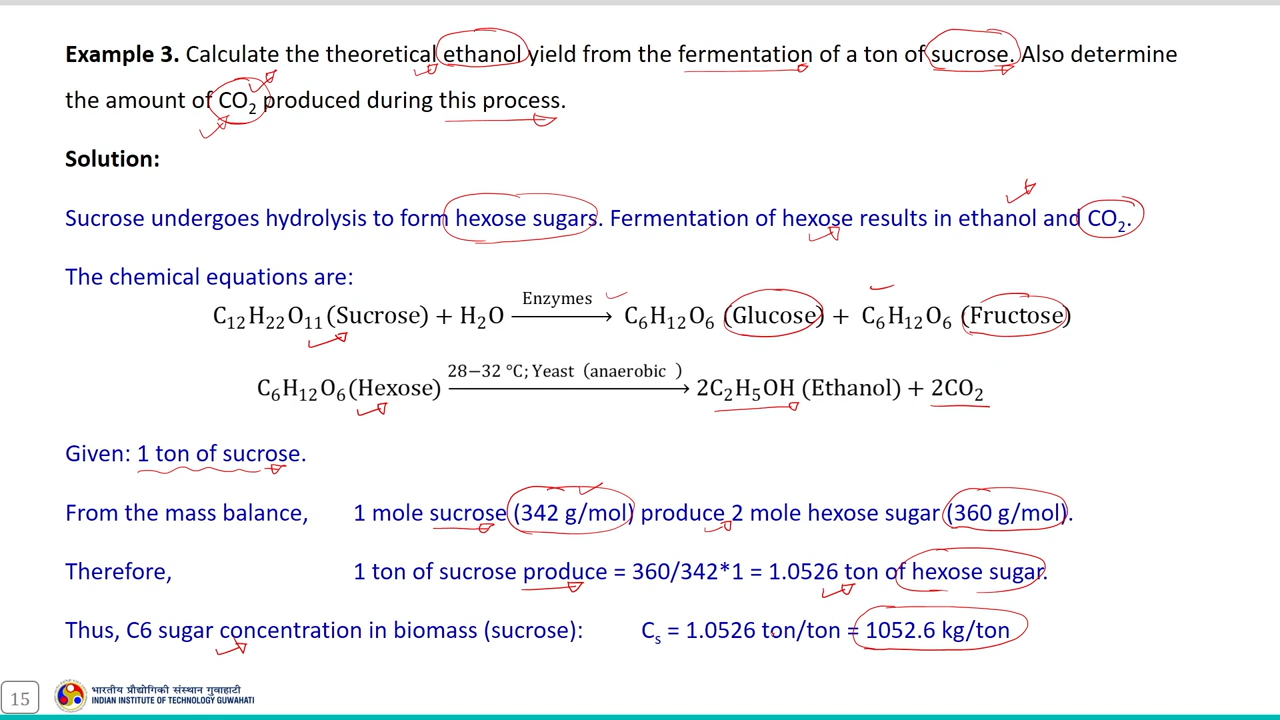 Example 3. Calculate the theoretical ethanol yield from the fermentation of a ton of sucrose. Also determine
the amount of CO₂ produced during this process.
Solution:
Sucrose undergoes hydrolysis to form hexose sugars. Fermentation of hexose results in ethanol and CO₂.
The chemical equations are:
C₁₂H₂₂O₁₁ (Sucrose) + H₂O Enzymes⟶ C₆H₁₂O₆ (Glucose) + C₆H₁₂O₆ (Fructose)
C₆H₁₂O₆(Hexose) 28−32 °C; Yeast (anaerobic )⟶ 2C₂H₅OH (Ethanol) + 2CO₂
Given: 1 ton of sucrose.
From the mass balance, 1 mole sucrose (342 g/mol) produce 2 mole hexose sugar (360 g/mol).
Therefore, 1 ton of sucrose produce = 360/342*1 = 1.0526 ton of hexose sugar.
Thus, C6 sugar concentration in biomass (sucrose): Cₛ = 1.0526 ton/ton = 1052.6 kg/ton
15
भारतीय प्रौद्योगिकी संस्थान गुवाहाटी
INDIAN INSTITUTE OF TECHNOLOGY GUWAHATI